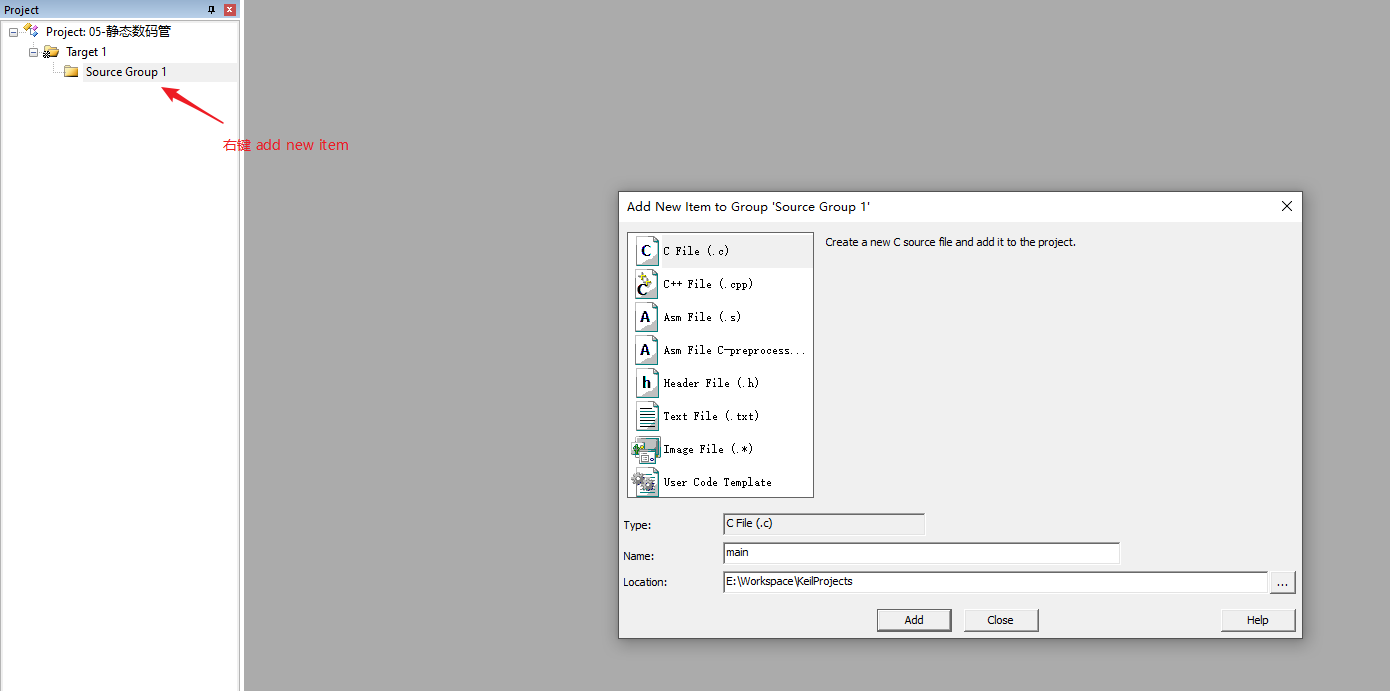 Project
Project: 05-静态数码管
Target 1
Source Group 1
右键 add new item
Add New Item to Group 'Source Group 1'
C File (.c)
Create a new C source file and add it to the project.
C++ File (.cpp)
Asm File (.s)
Asm File C-preprocess...
Header File (.h)
Text File (.txt)
Image File (.*)
User Code Template
Type:
C File (.c)
Name:
main
Location:
E:\Workspace\KeilProjects
...
Add
Close
Help